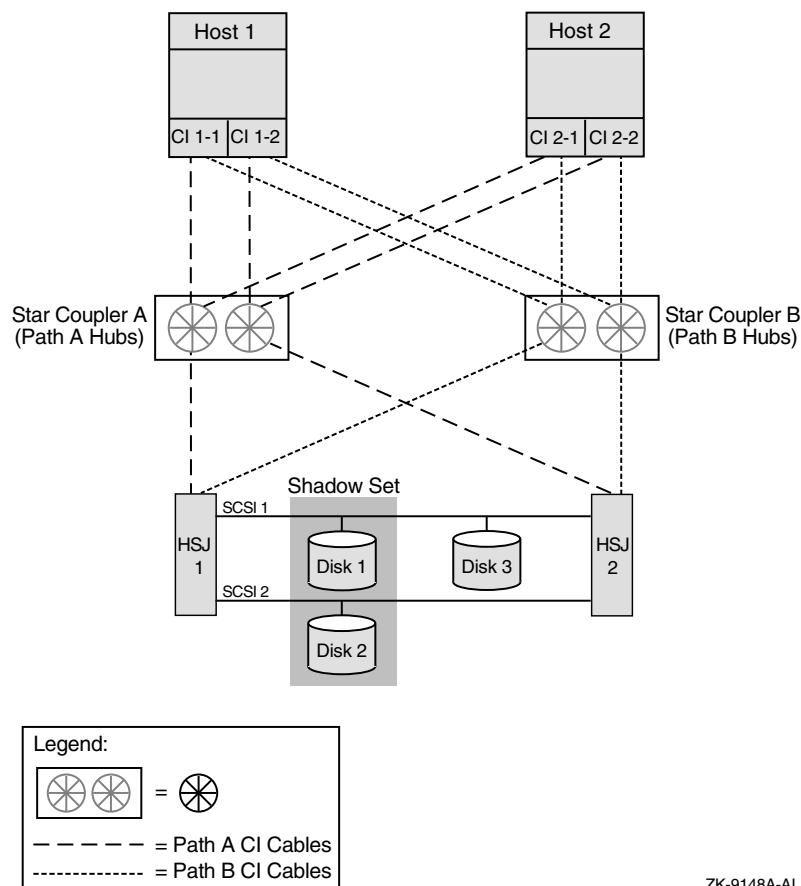 Host 1
Host 2
CI 1-1
CI 1-2
CI 2-1
CI 2-2
Star Coupler A
(Path A Hubs)
Star Coupler B
(Path B Hubs)
Shadow Set
SCSI 1
HSJ
1
Disk 1
Disk 3
HSJ
2
SCSI 2
Disk 2
Legend:
=
= Path A CI Cables
= Path B CI Cables
ZK-9148A-AI